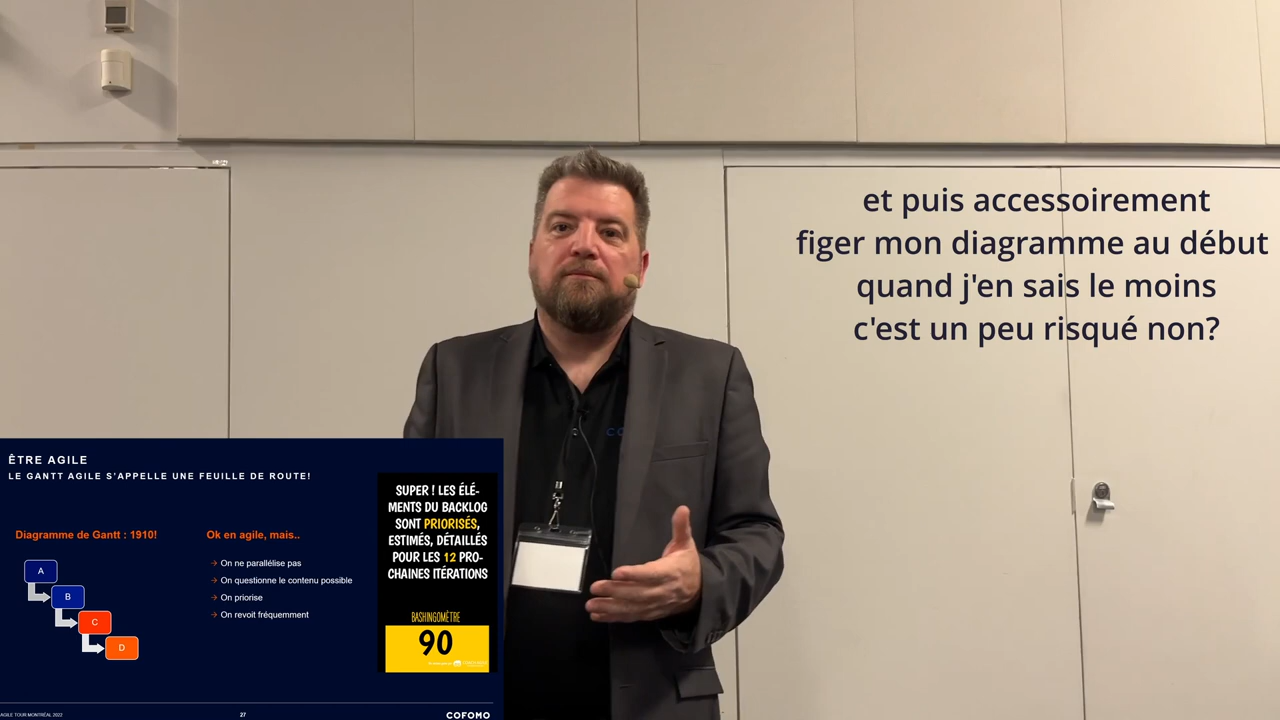 et puis accessoirement
figer mon diagramme au début
quand j'en sais le moins
c'est un peu risqué non?
ÊTRE AGILE
LE GANTT AGILE S'APPELLE UNE FEUILLE DE ROUTE!
Diagramme de Gantt : 1910!
A
B
C
D
Ok en agile, mais..
→ On ne parallélise pas
→ On questionne le contenu possible
→ On priorise
→ On revoit fréquemment
SUPER ! LES ÉLÉ-
MENTS DU BACKLOG
SONT PRIORISÉS,
ESTIMÉS, DÉTAILLÉS
POUR LES 12 PRO-
CHAINES ITÉRATIONS
BASHINGOMÈTRE
90
AGILE TOUR MONTRÉAL 2022
27
COFOMO